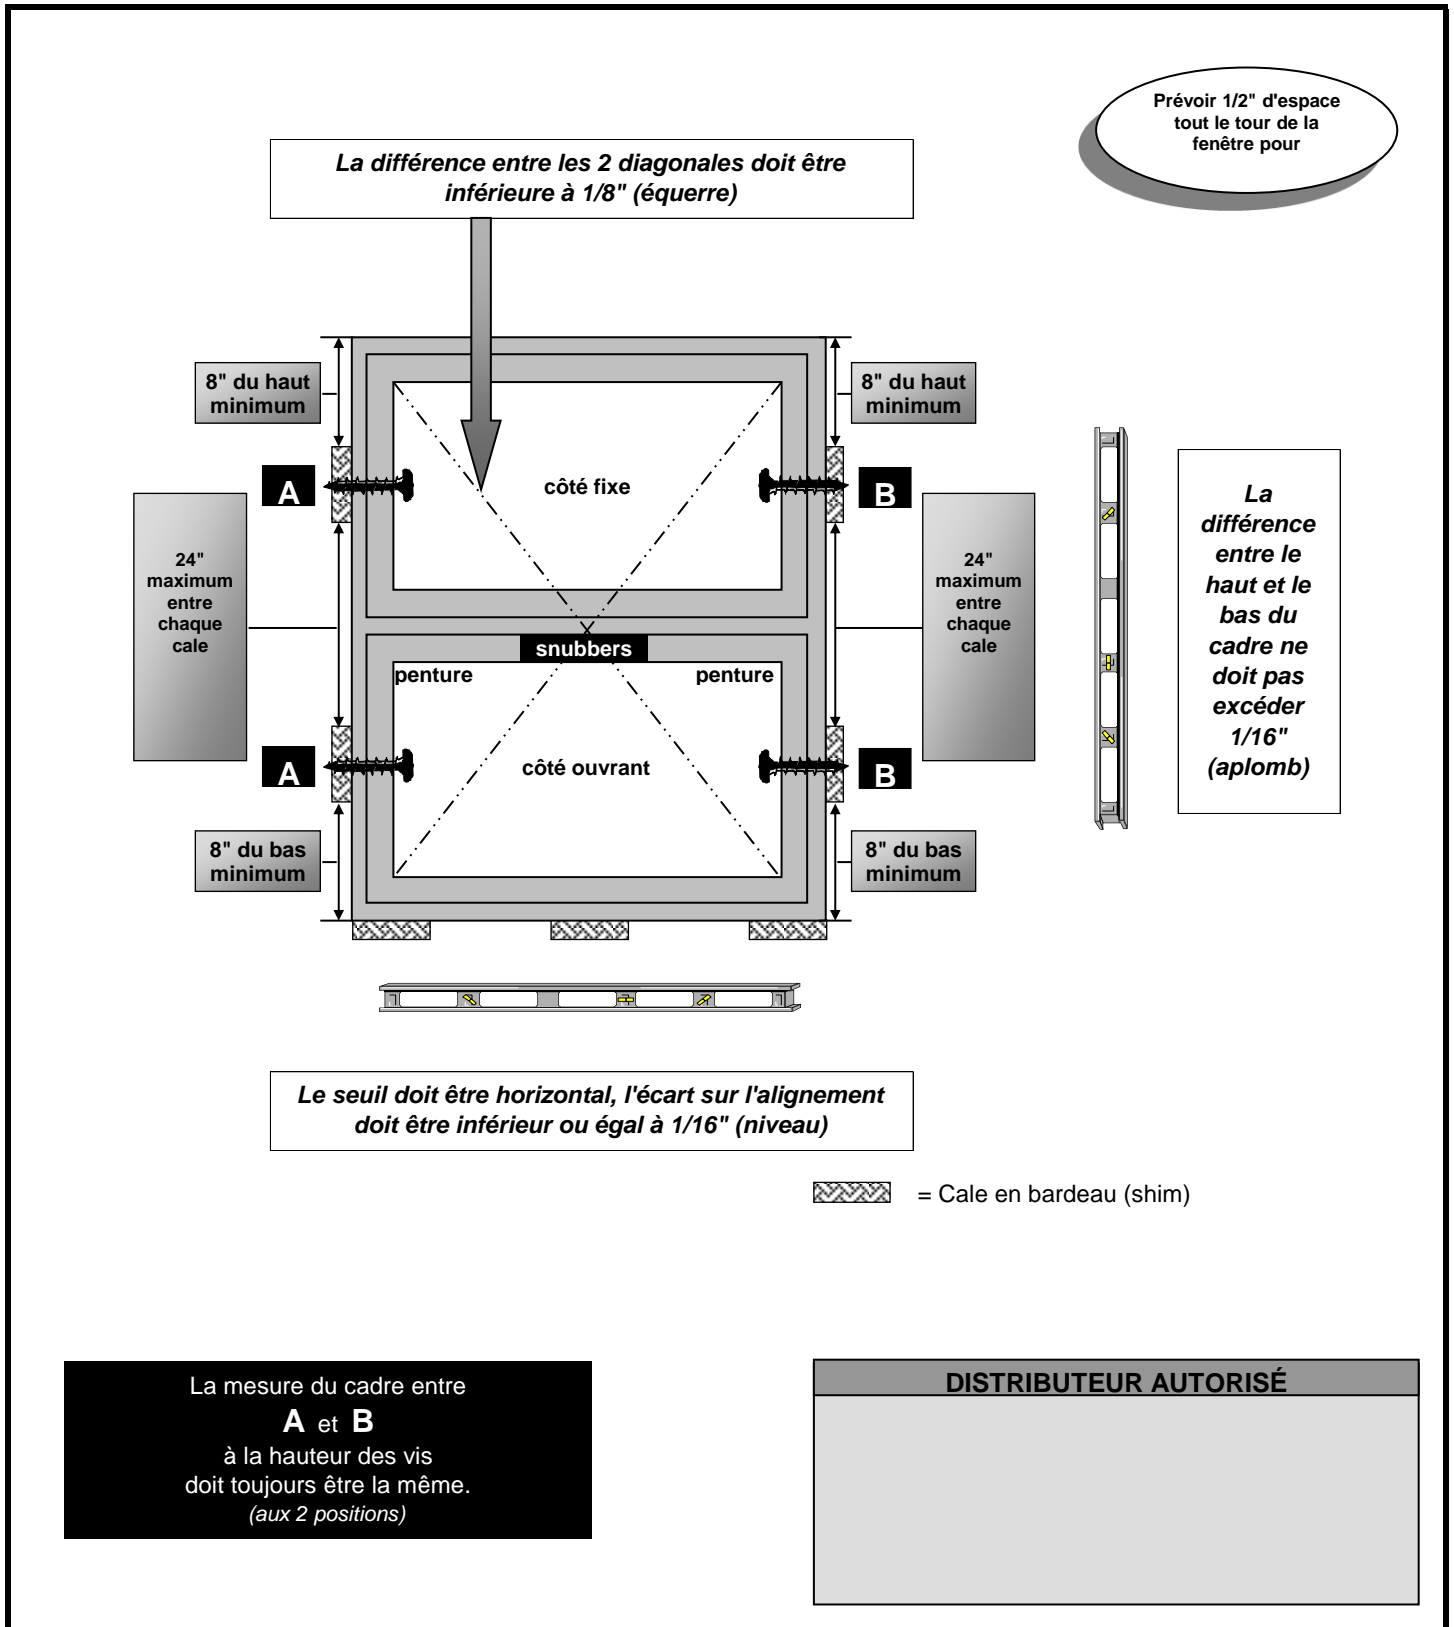 Prévoir 1/2" d'espace
tout le tour de la
fenêtre pour
La différence entre les 2 diagonales doit être
inférieure à 1/8" (équerre)
8" du haut
minimum
8" du haut
minimum
A
côté fixe
B
24"
maximum
entre
chaque
cale
24"
maximum
entre
chaque
cale
La
différence
entre le
haut et le
bas du
cadre ne
doit pas
excéder
1/16"
(aplomb)
snubbers
penture
penture
A
côté ouvrant
B
8" du bas
minimum
8" du bas
minimum
Le seuil doit être horizontal, l'écart sur l'alignement
doit être inférieur ou égal à 1/16" (niveau)
= Cale en bardeau (shim)
La mesure du cadre entre
A et B
à la hauteur des vis
doit toujours être la même.
(aux 2 positions)
DISTRIBUTEUR AUTORISÉ